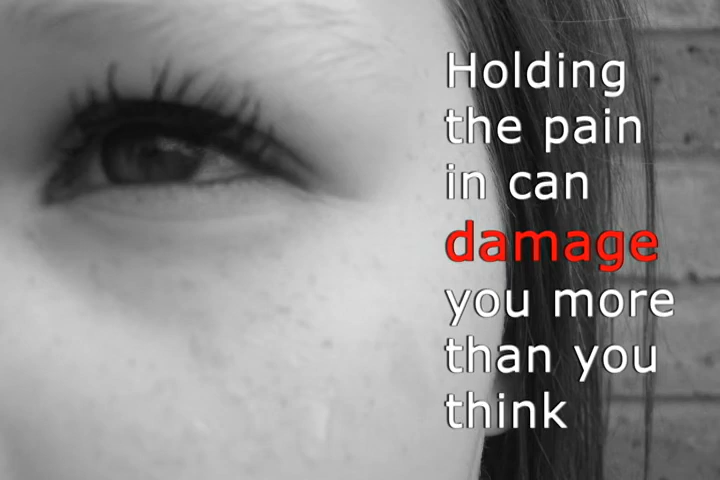 Holding
the pain
in can
damage
you more
than you
think